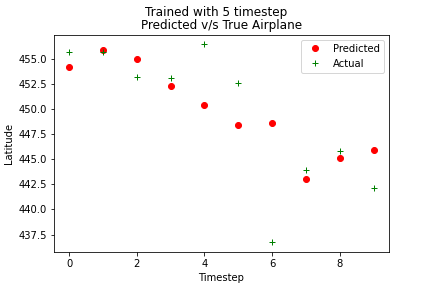 Trained with 5 timestep
Predicted v/s True Airplane
Predicted
Actual
455.0
452.5
450.0
447.5
445.0
442.5
440.0
437.5
Latitude
0 2 4 6 8
Timestep